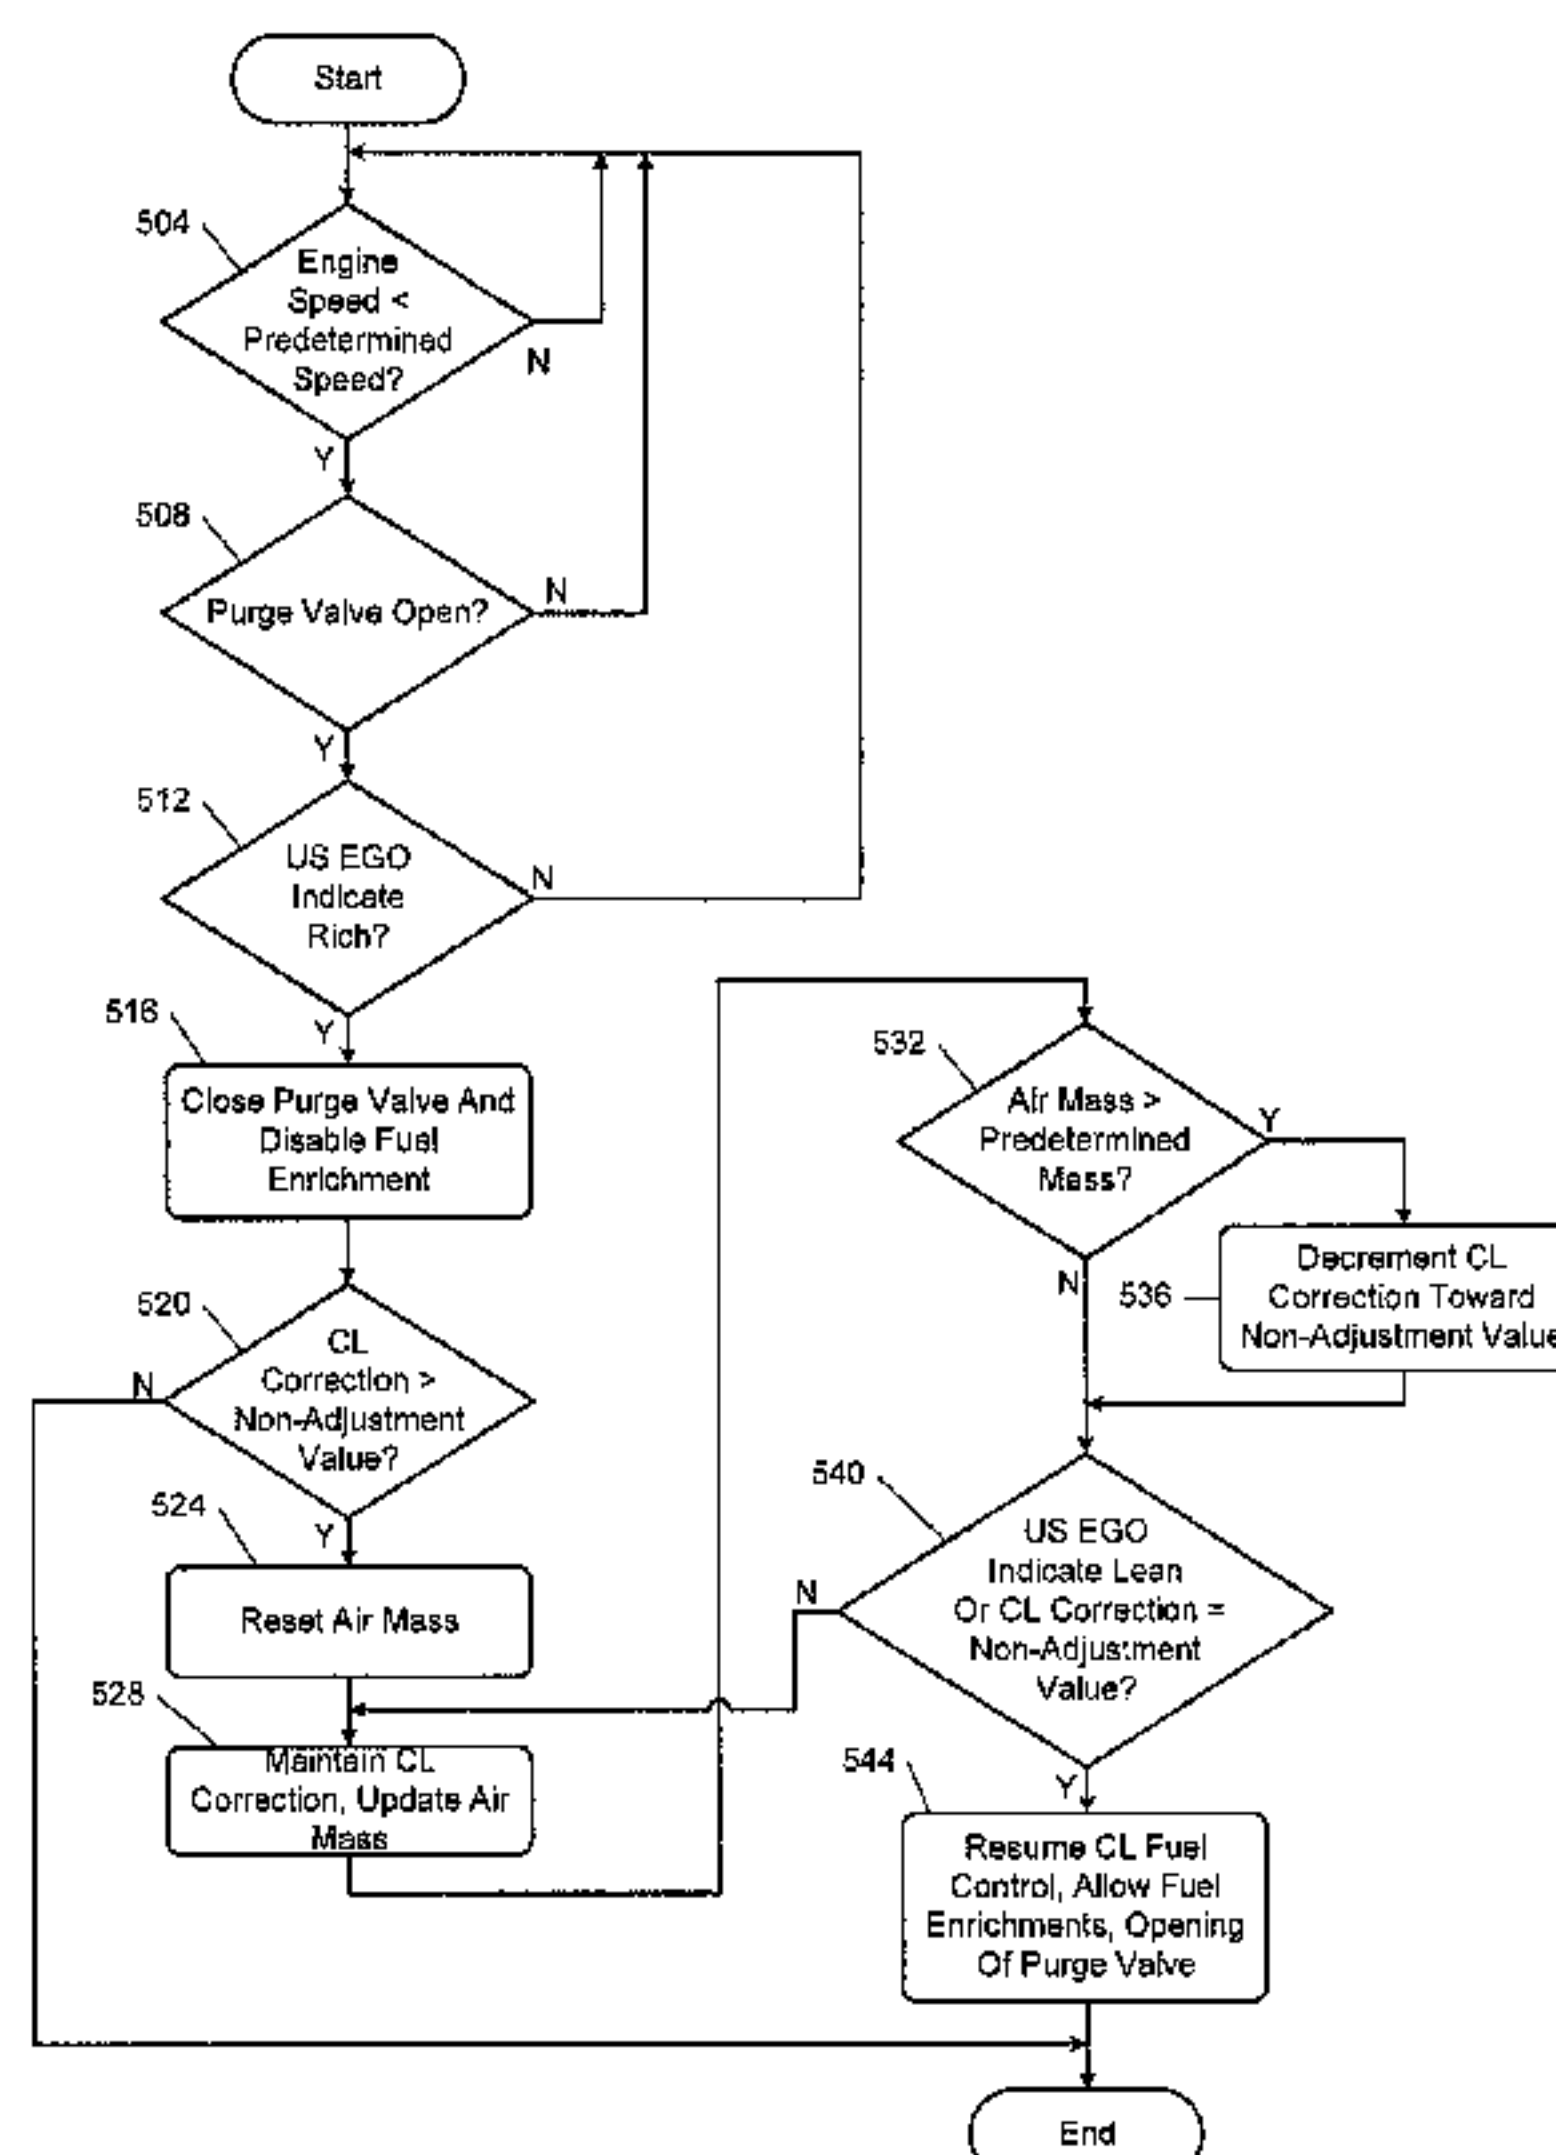 Start
504
Engine
Speed <
Predetermined
Speed?
N
Y
508
Purge Valve Open?
N
Y
512
US EGO
Indicate
Rich?
N
Y
516
Close Purge Valve And
Disable Fuel
Enrichment
520
CL
Correction >
Non-Adjustment
Value?
N
Y
524
Reset Air Mass
528
Maintain CL
Correction, Update Air
Mass
532
Air Mass >
Predetermined
Mass?
Y
N
536
Decrement CL
Correction Toward
Non-Adjustment Value
540
US EGO
Indicate Lean
Or CL Correction =
Non-Adjustment
Value?
N
Y
544
Resume CL Fuel
Control, Allow Fuel
Enrichments, Opening
Of Purge Valve
End